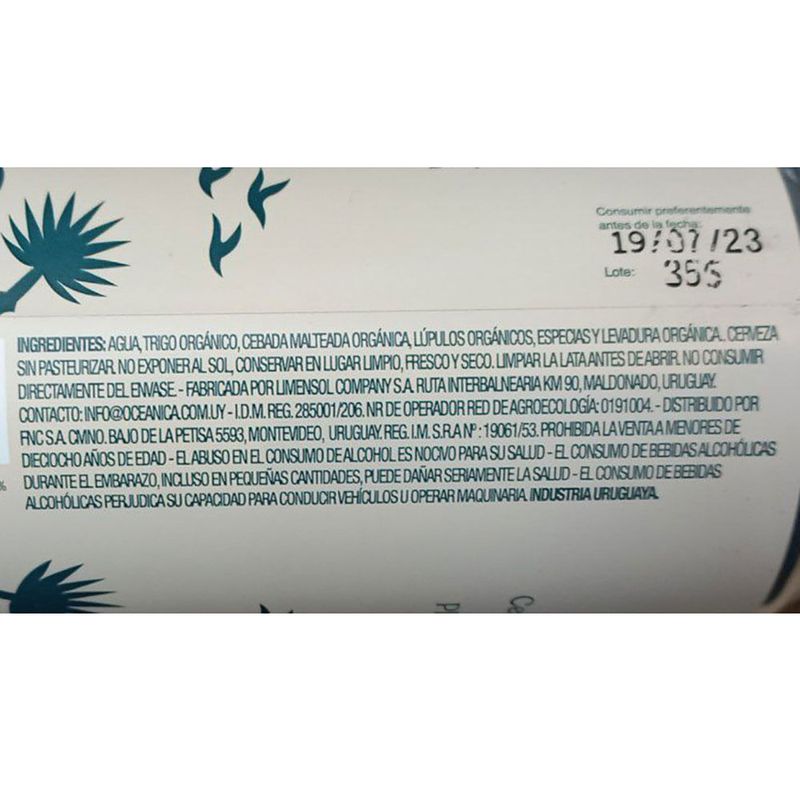 Consumir preferentemente
antes de la fecha:
19/07/23
Lote: 355
INGREDIENTES: AGUA, TRIGO ORGÁNICO, CEBADA MALTEADA ORGÁNICA, LÚPULOS ORGÁNICOS, ESPECIAS Y LEVADURA ORGÁNICA. CERVEZA
SIN PASTEURIZAR. NO EXPONER AL SOL, CONSERVAR EN LUGAR LIMPIO, FRESCO Y SECO. LIMPIAR LA LATA ANTES DE ABRIR. NO CONSUMIR
DIRECTAMENTE DEL ENVASE. - FABRICADA POR LIMENSOL COMPANY S.A. RUTA INTERBALNEARIA KM 90, MALDONADO, URUGUAY.
CONTACTO: INFO@OCEANICA.COM.UY - I.D.M. REG. 285001/206. NR DE OPERADOR RED DE AGROECOLOGÍA: 0191004. - DISTRIBUIDO POR
FNC S.A. CMNO. BAJO DE LA PETISA 5593, MONTEVIDEO, URUGUAY. REG. I.M. S.R.A Nº : 19061/53. PROHIBIDA LA VENTA A MENORES DE
DIECIOCHO AÑOS DE EDAD - EL ABUSO EN EL CONSUMO DE ALCOHOL ES NOCIVO PARA SU SALUD - EL CONSUMO DE BEBIDAS ALCOHÓLICAS
DURANTE EL EMBARAZO, INCLUSO EN PEQUEÑAS CANTIDADES, PUEDE DAÑAR SERIAMENTE LA SALUD - EL CONSUMO DE BEBIDAS
ALCOHÓLICAS PERJUDICA SU CAPACIDAD PARA CONDUCIR VEHÍCULOS U OPERAR MAQUINARIA. INDUSTRIA URUGUAYA.
%